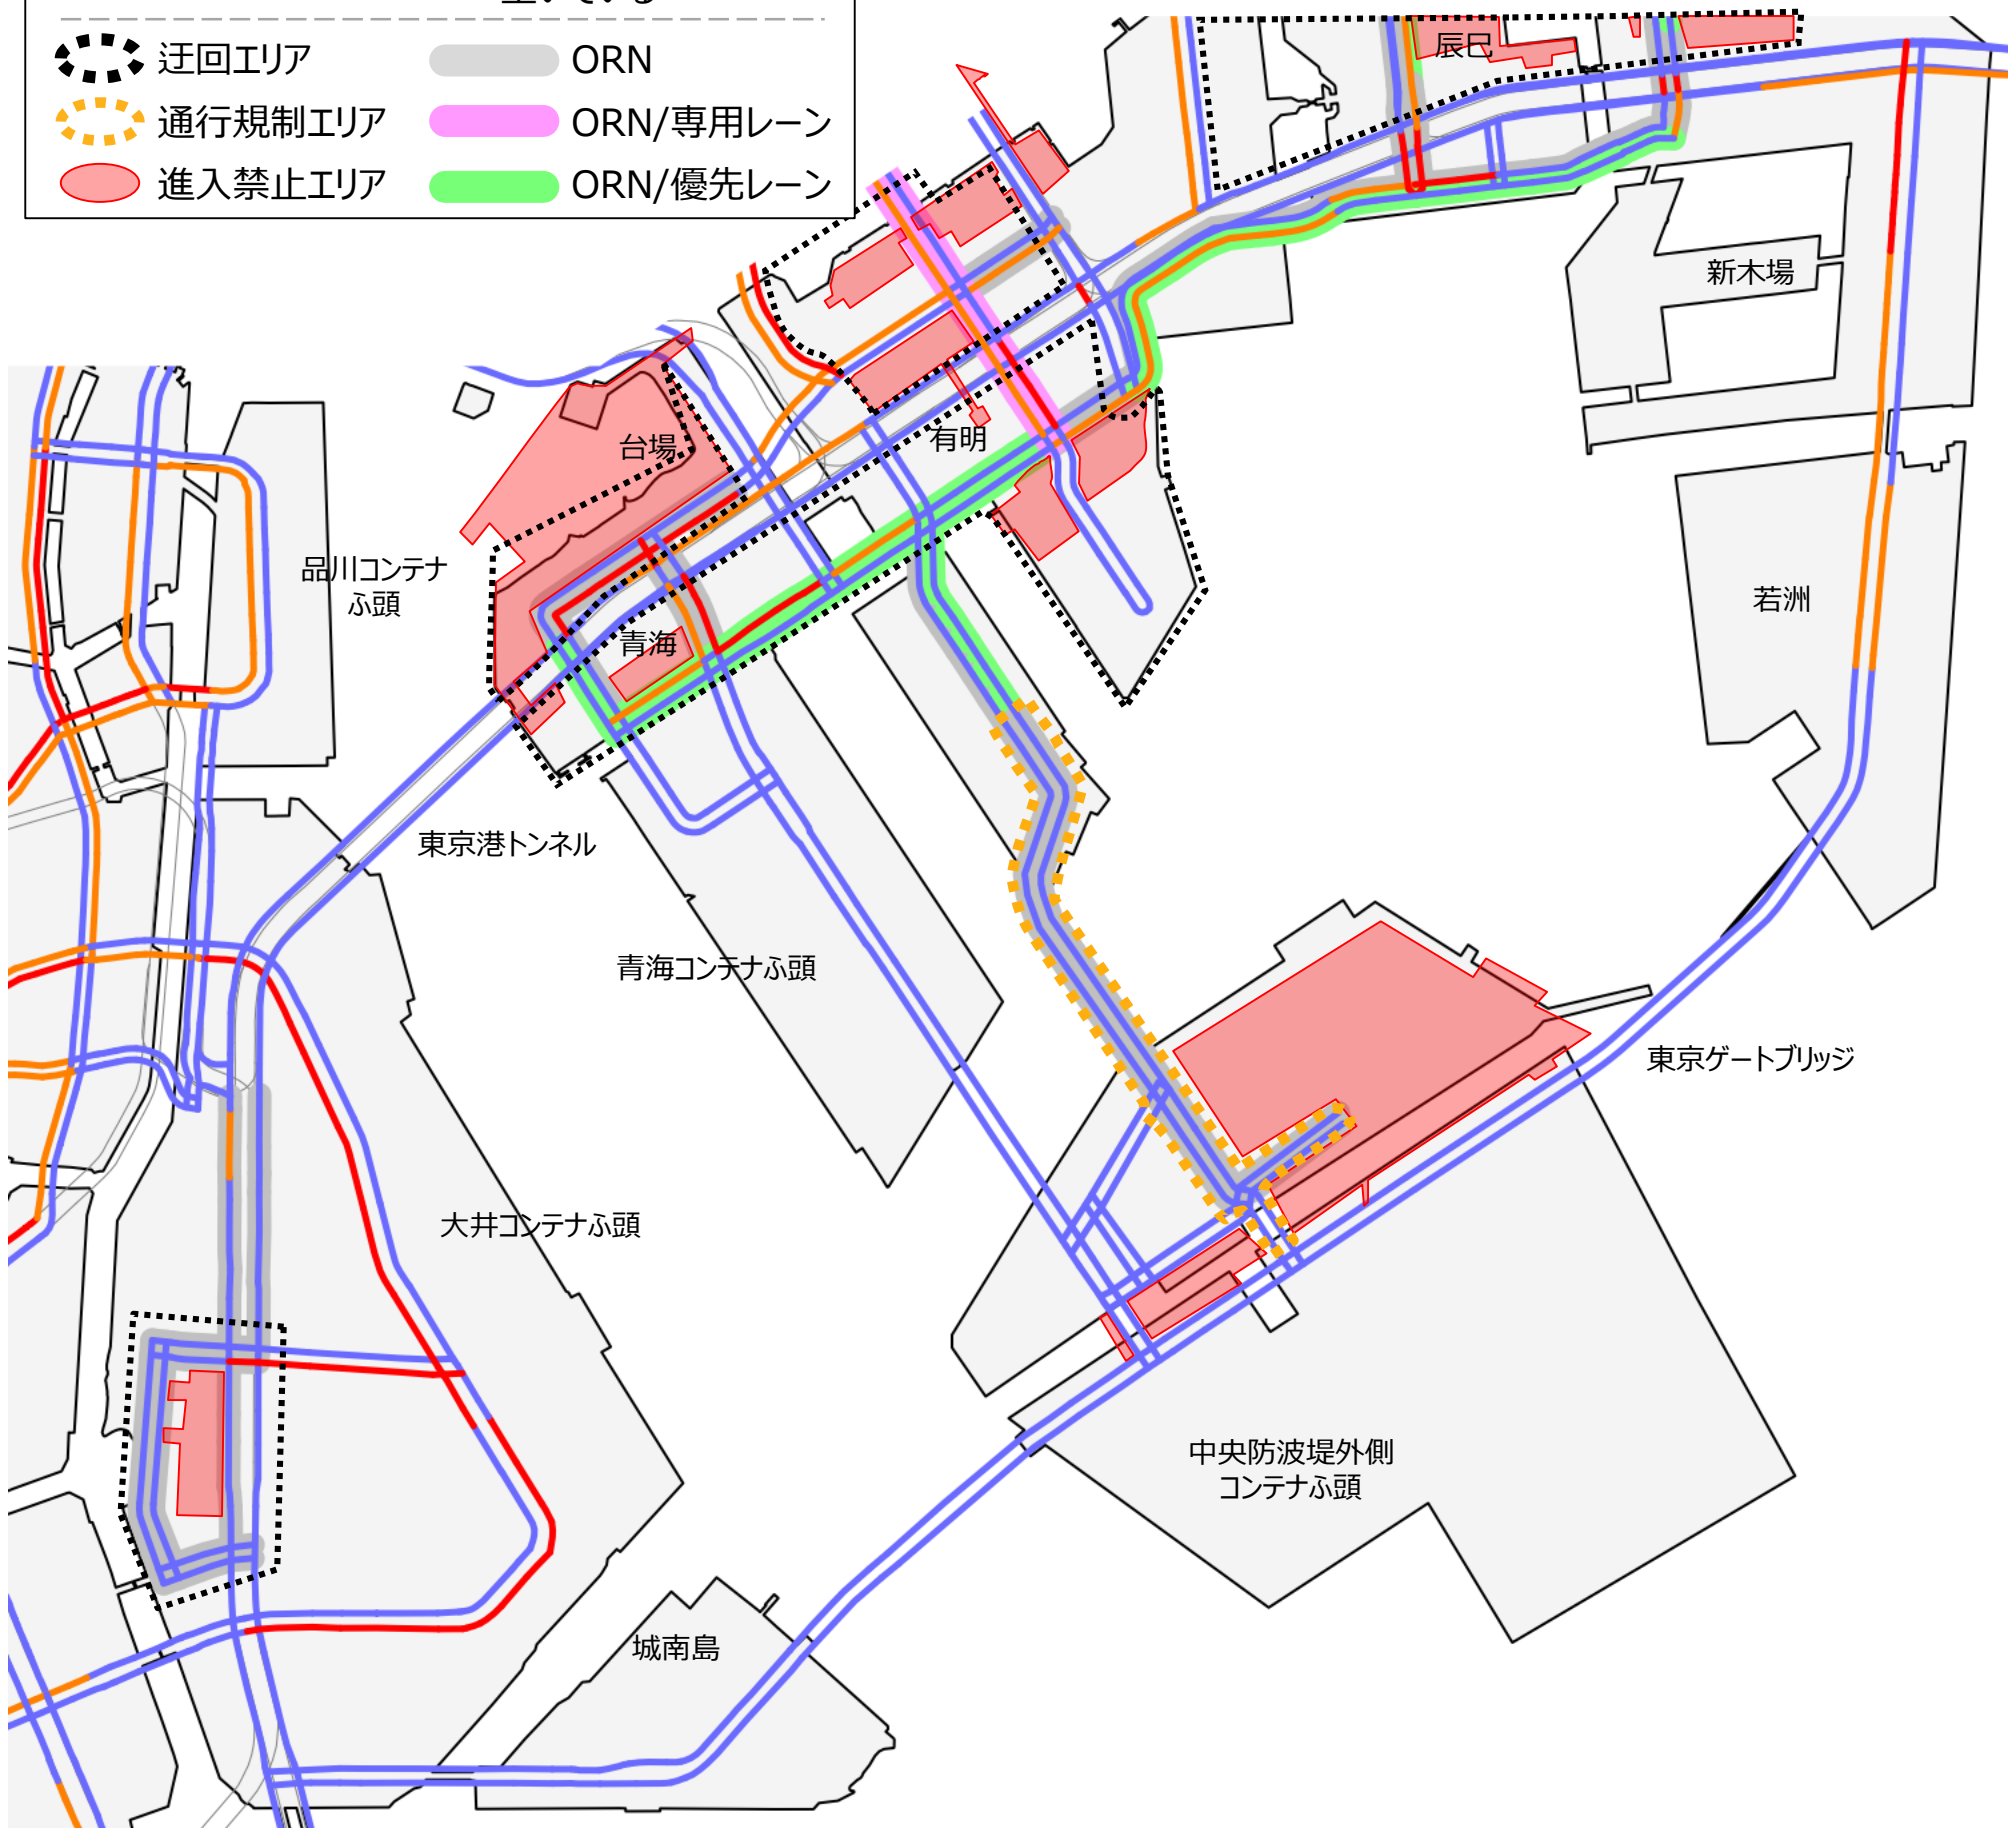 空いている
迂回エリア
ORN
通行規制エリア
ORN/専用レーン
進入禁止エリア
ORN/優先レーン
辰巳
新木場
有明
台場
品川コンテナ
ふ頭
若洲
青海
東京港トンネル
青海コンテナふ頭
東京ゲートブリッジ
大井コンテナふ頭
中央防波堤外側
コンテナふ頭
城南島